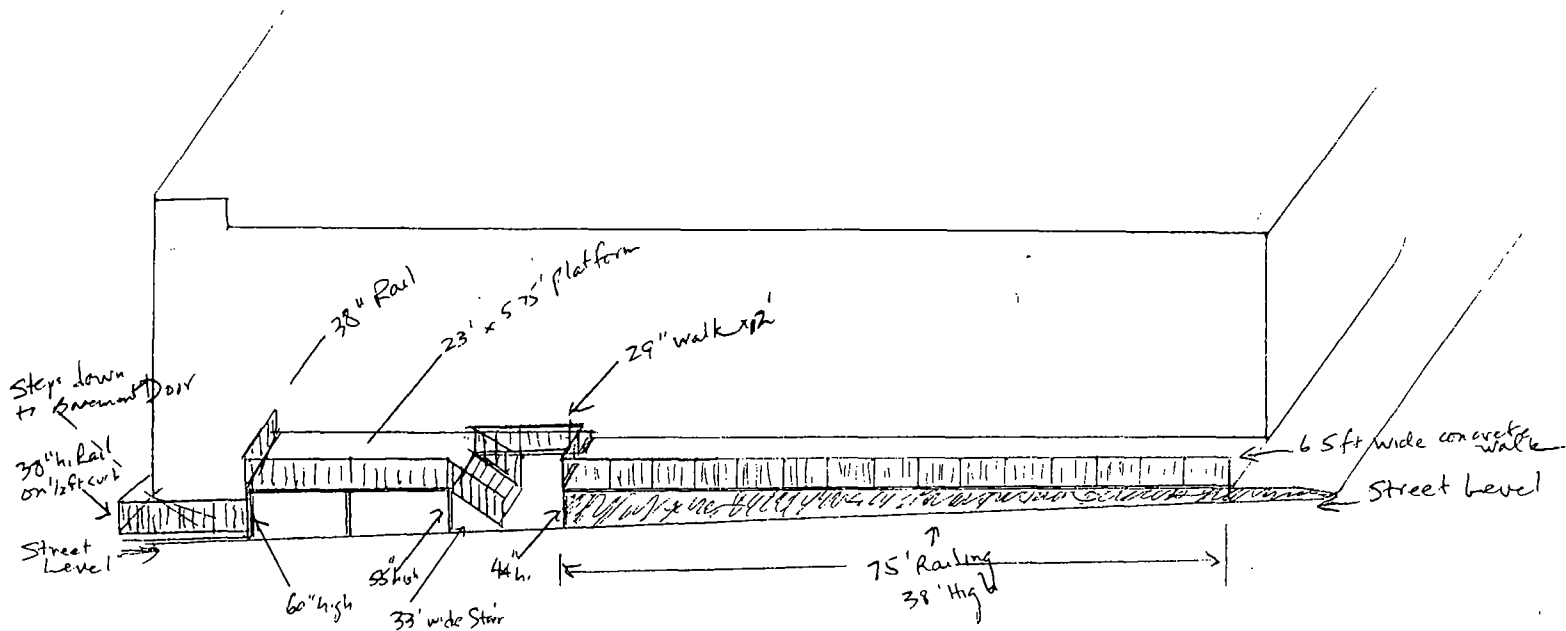 38" Rail
23' x 5.75' platform
29" walk x 12'
Steps down
to Basement Door
38" h. Rail
on 1/2 ft curb
6.5 ft wide concrete
walk
Street Level
Street
Level
60" high
55" high
44" h.
33' wide Stair
75' Railing
38' High